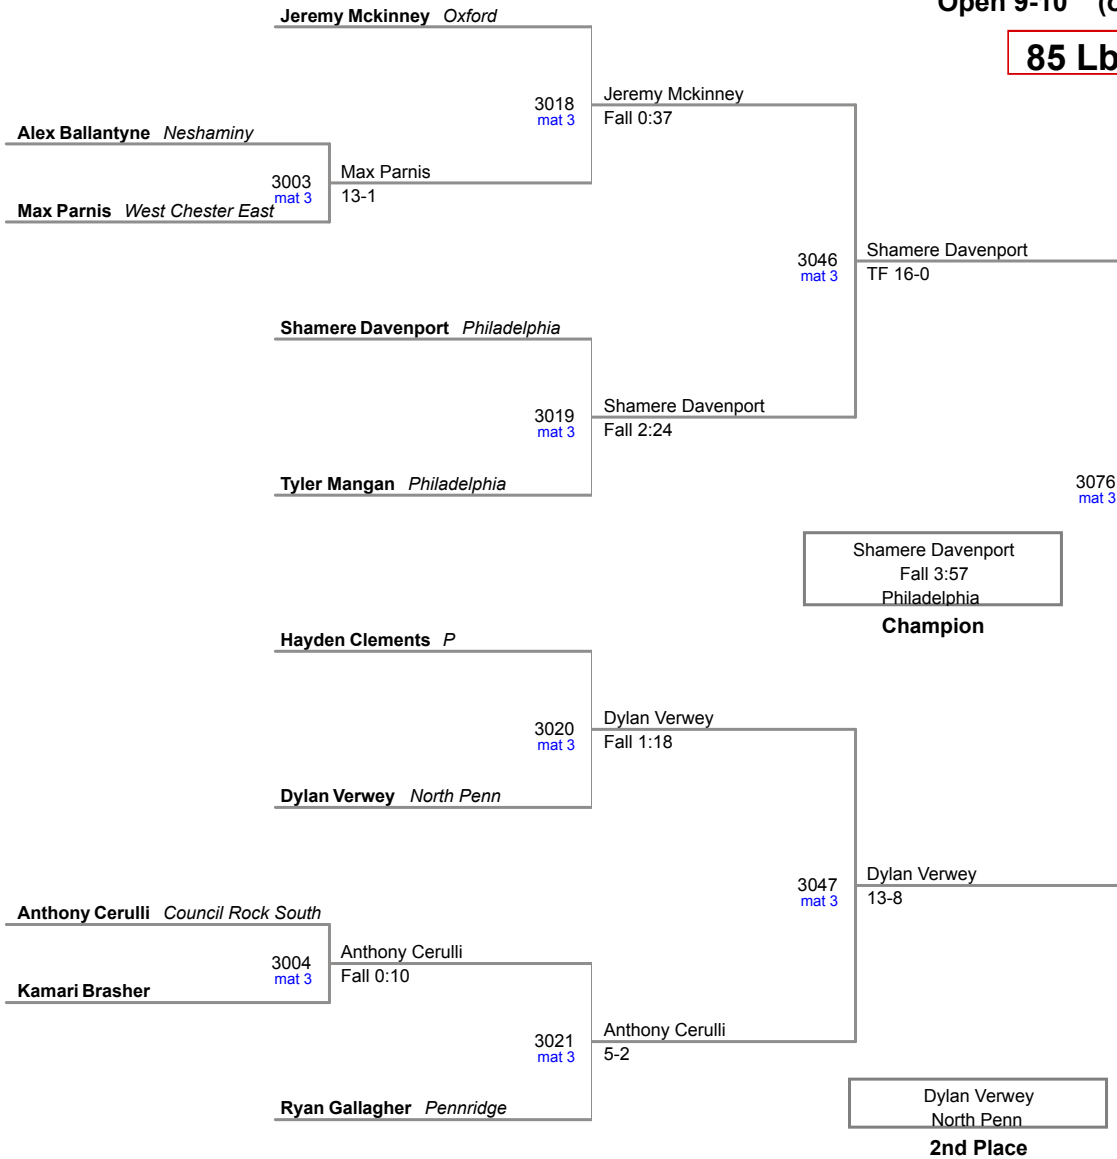 Open 9-10 (
85 Lb
Jeremy Mckinney Oxford
3018
mat 3
Jeremy Mckinney
Fall 0:37
Alex Ballantyne Neshaminy
3003
mat 3
Max Parnis
13-1
Max Parnis West Chester East
3046
mat 3
Shamere Davenport
TF 16-0
Shamere Davenport Philadelphia
3019
mat 3
Shamere Davenport
Fall 2:24
Tyler Mangan Philadelphia
3076
mat 3
Shamere Davenport
Fall 3:57
Philadelphia
Champion
Hayden Clements P
3020
mat 3
Dylan Verwey
Fall 1:18
Dylan Verwey North Penn
3047
mat 3
Dylan Verwey
13-8
Anthony Cerulli Council Rock South
3004
mat 3
Anthony Cerulli
Fall 0:10
Kamari Brasher
3021
mat 3
Anthony Cerulli
5-2
Ryan Gallagher Pennridge
Dylan Verwey
North Penn
2nd Place